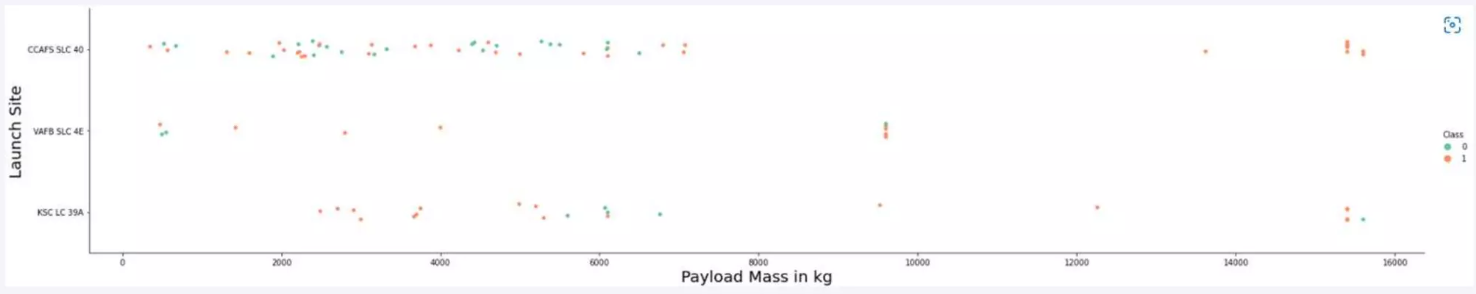 Launch Site
CCAFS SLC 40
VAFB SLC 4E
KSC LC 39A
0 2000 4000 6000 8000 10000 12000 14000 16000
Payload Mass in kg
Class
0
1